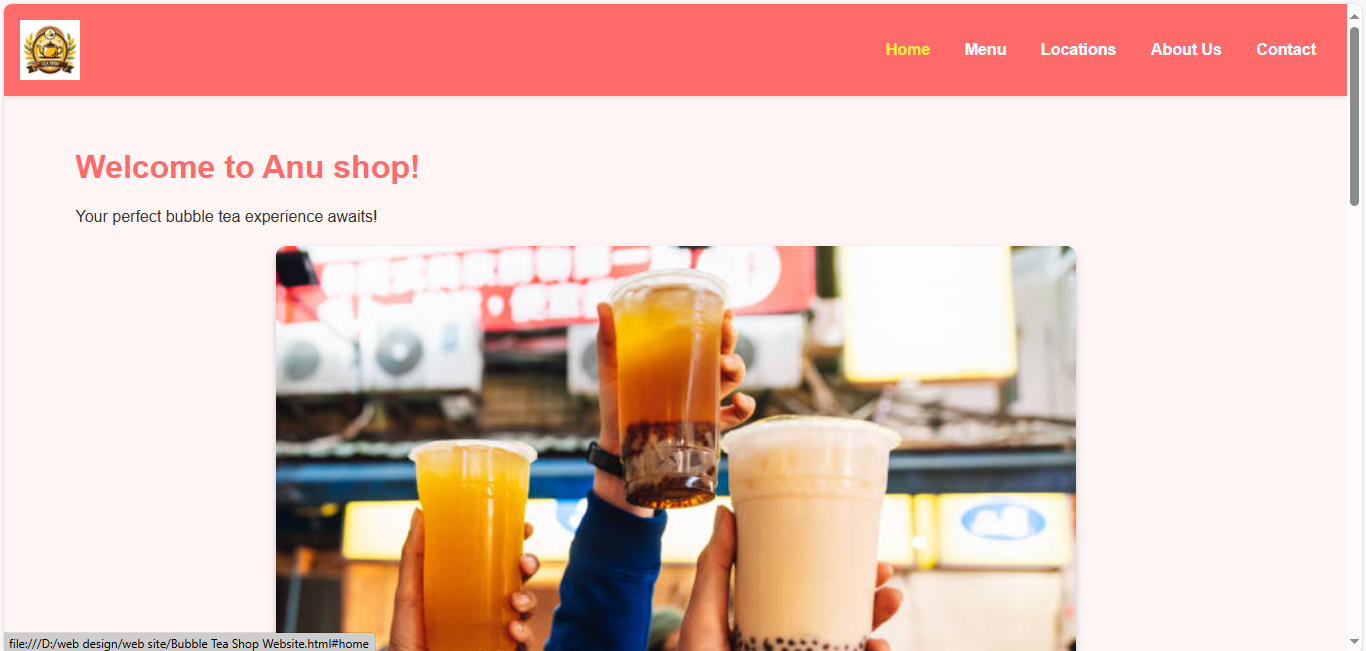 TEA SHOP
Home Menu Locations About Us Contact
Welcome to Anu shop!
Your perfect bubble tea experience awaits!
file:///D:/web design/web site/Bubble Tea Shop Website.html#home